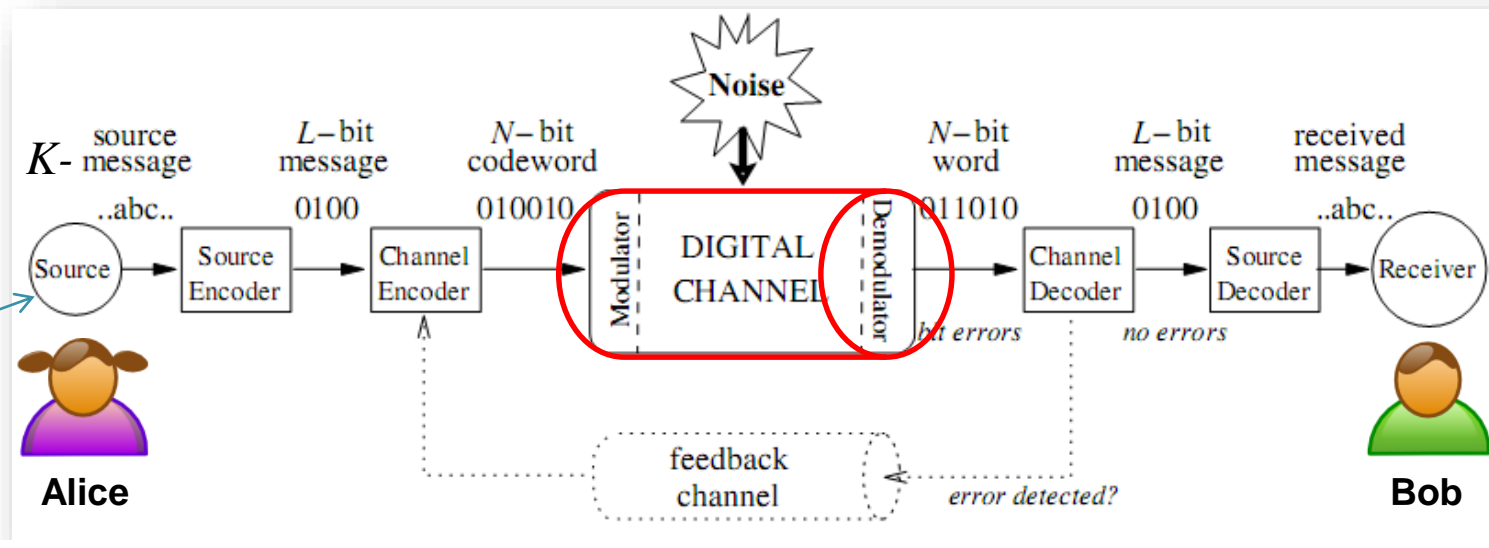 Noise
K- source message
L-bit message
N-bit codeword
N-bit word
L-bit message
received message
..abc..
0100
010010
011010
0100
..abc..
Source
Source Encoder
Channel Encoder
Modulator
DIGITAL CHANNEL
Demodulator
Channel Decoder
Source Decoder
Receiver
bit errors
no errors
feedback channel
error detected?
Alice
Bob